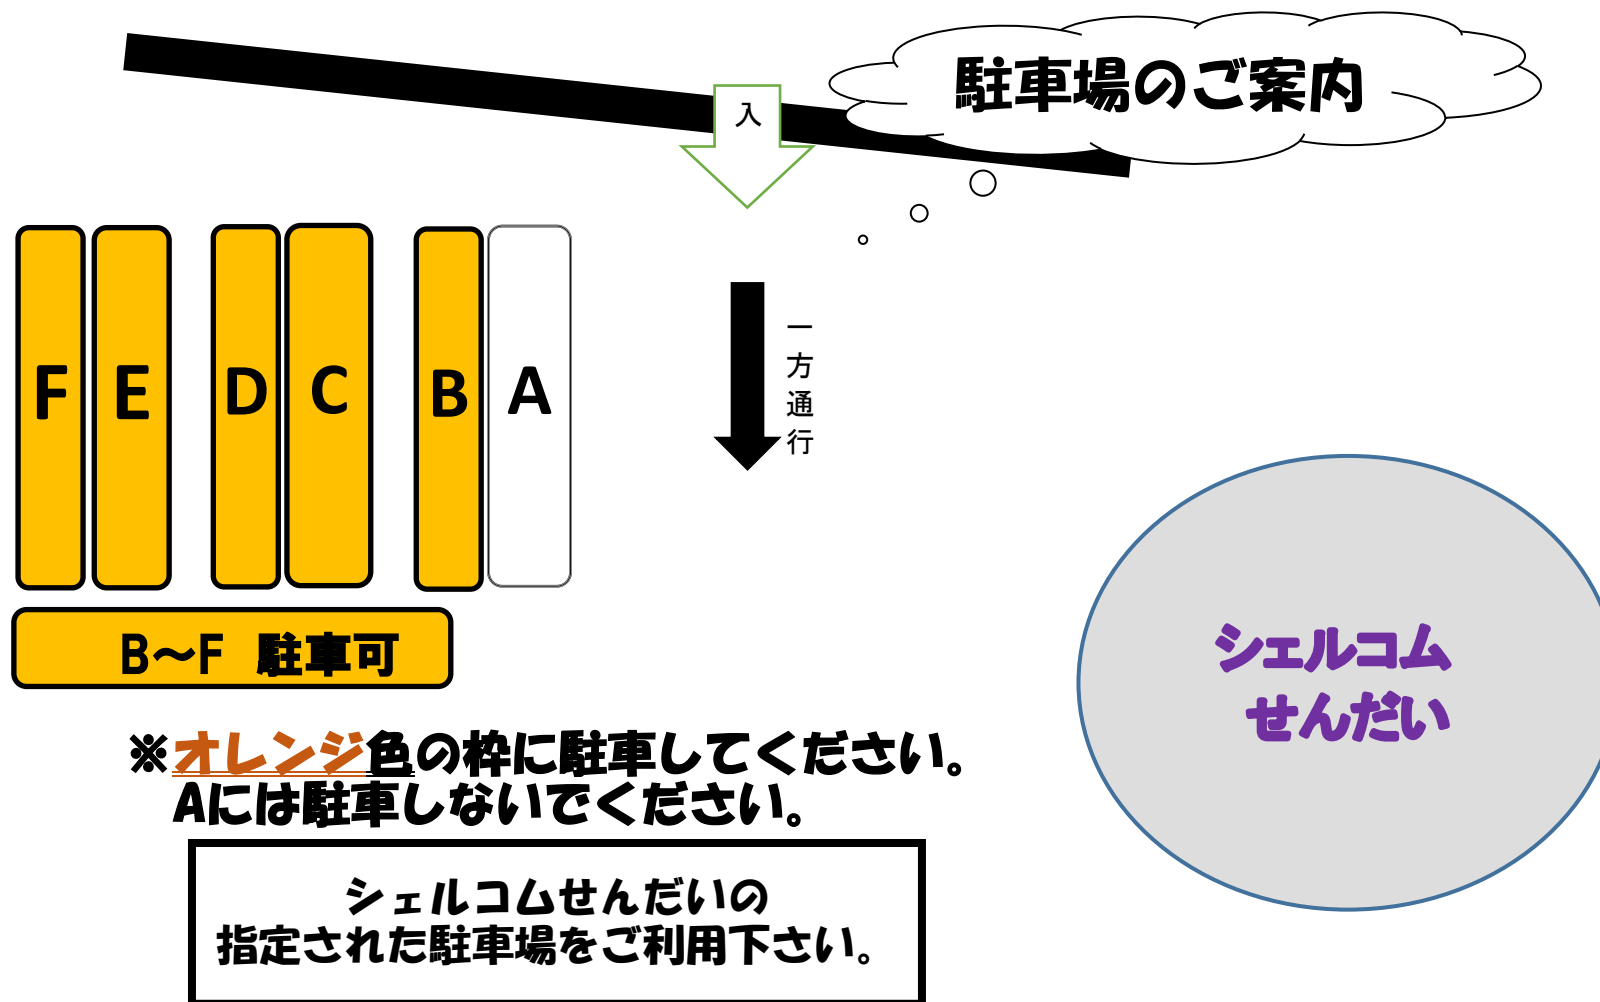 駐車場のご案内
入
一方通行
F E D C B A
B～F 駐車可
シェルコム
せんだい
※オレンジ色の枠に駐車してください。
Aには駐車しないでください。
シェルコムせんだいの
指定された駐車場をご利用下さい。